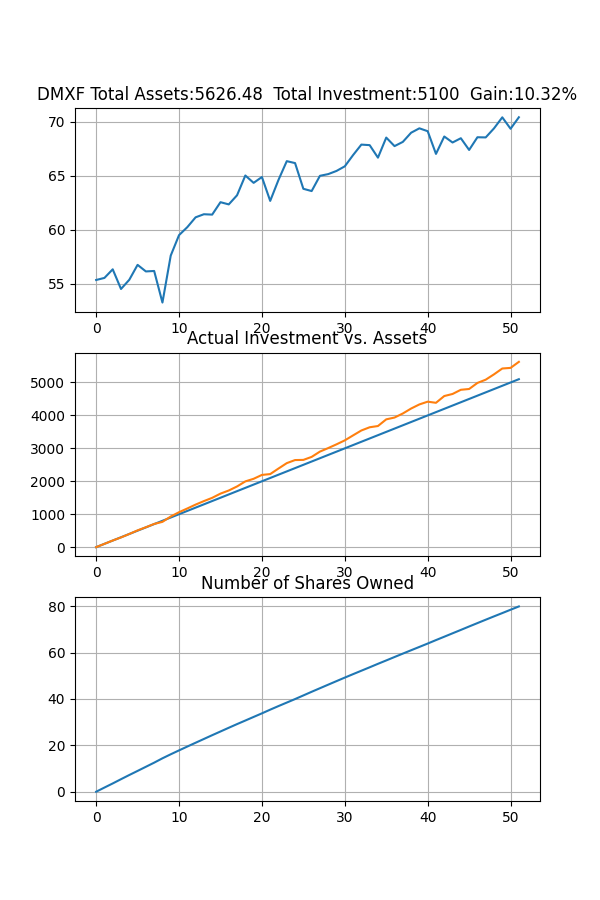 DMXF Total Assets:5626.48  Total Investment:5100  Gain:10.32%
70
65
60
55
0 10 20 30 40 50
Actual Investment vs. Assets
5000
4000
3000
2000
1000
0
0 10 20 30 40 50
Number of Shares Owned
80
60
40
20
0
0 10 20 30 40 50